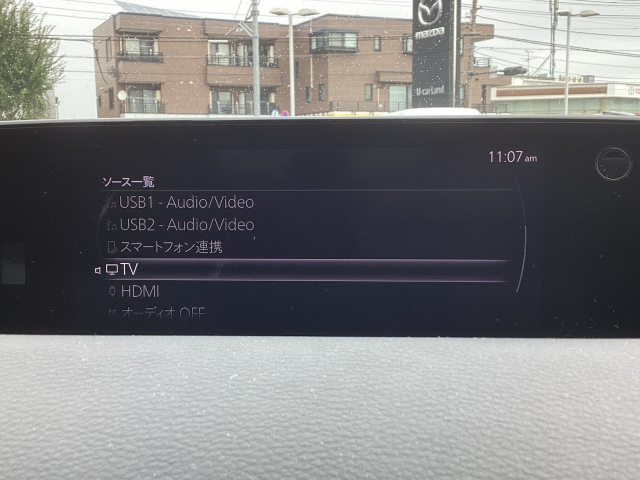 mazda
U-carLand
11:07 am
ソース一覧
USB1 - Audio/Video
USB2 - Audio/Video
スマートフォン連携
TV
HDMI
オーディオ OFF